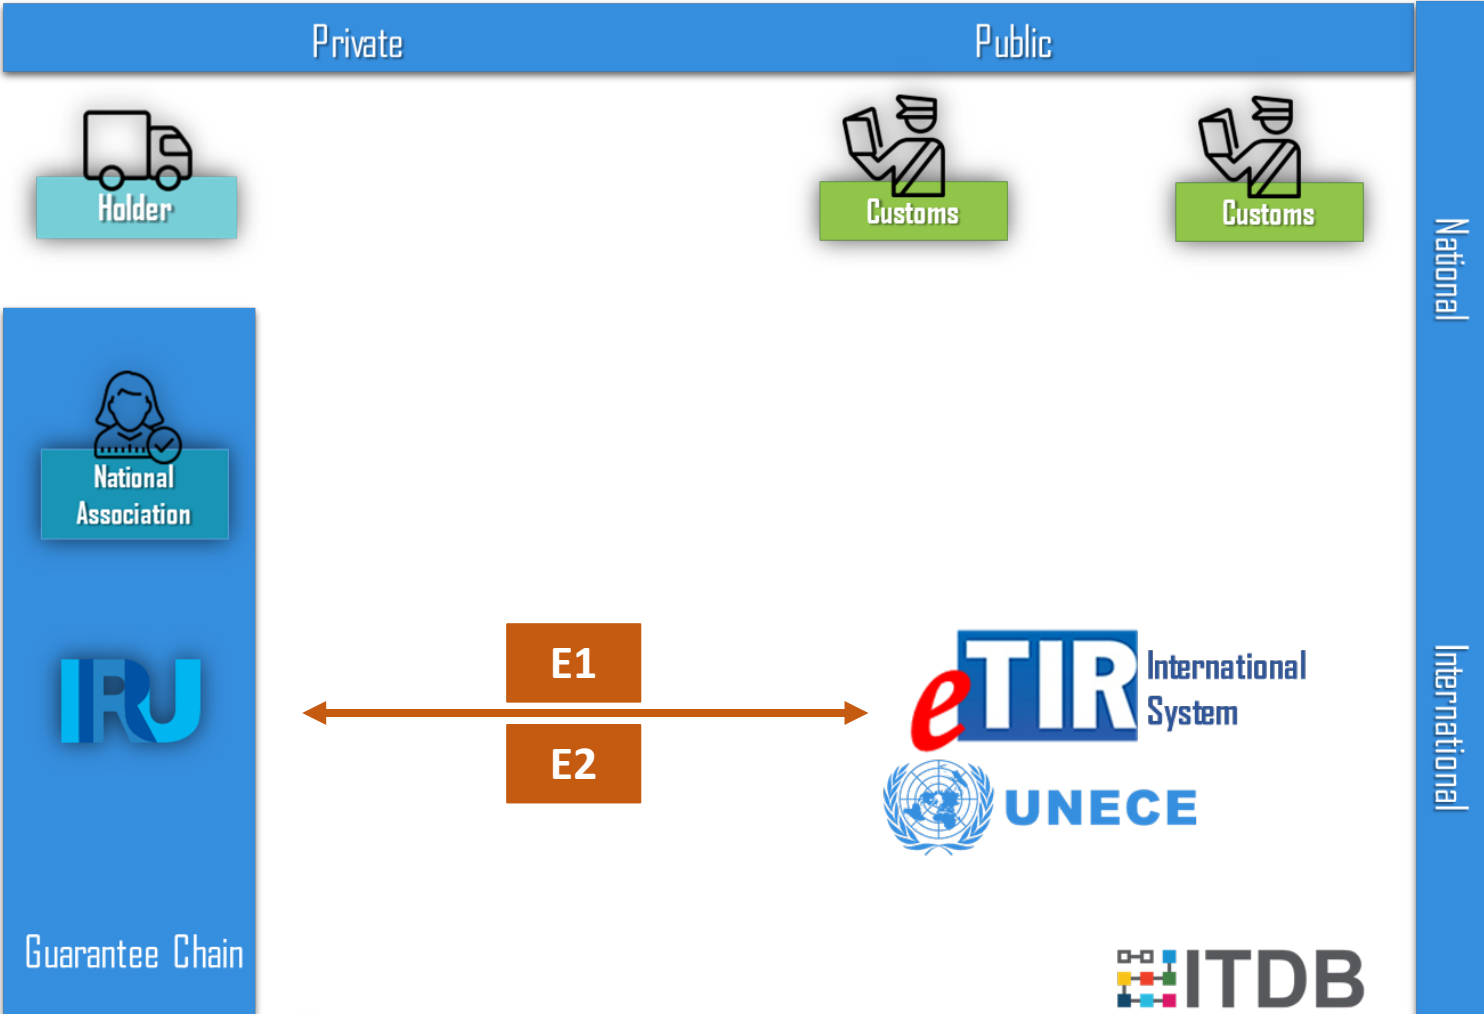 Private
Public
Holder
Customs
Customs
National
National
Association
E1
IRU
eTIR
International
System
E2
UNECE
International
Guarantee Chain
ITDB